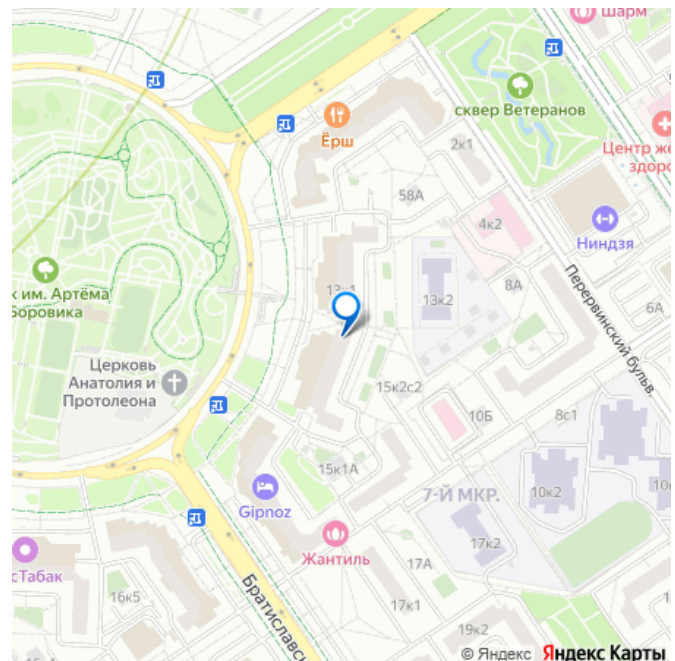 Шарм
сквер Ветеранов
Ёрш
2к1
Центр же
здоро
58А
4к2
Ниндзя
к им. Артёма
Боровика
13к1
13к2
8А
6А
Перервинский бульв.
Церковь
Анатолия и
Протолеона
15к2с2
10Б
8с1
15к1А
7-Й МКР.
10к2
10к
Gipnoz
Жантиль
17к2
сТабак
17А
16к5
Братиславс
17к1
19к2
1
© Яндекс Яндекс Карты